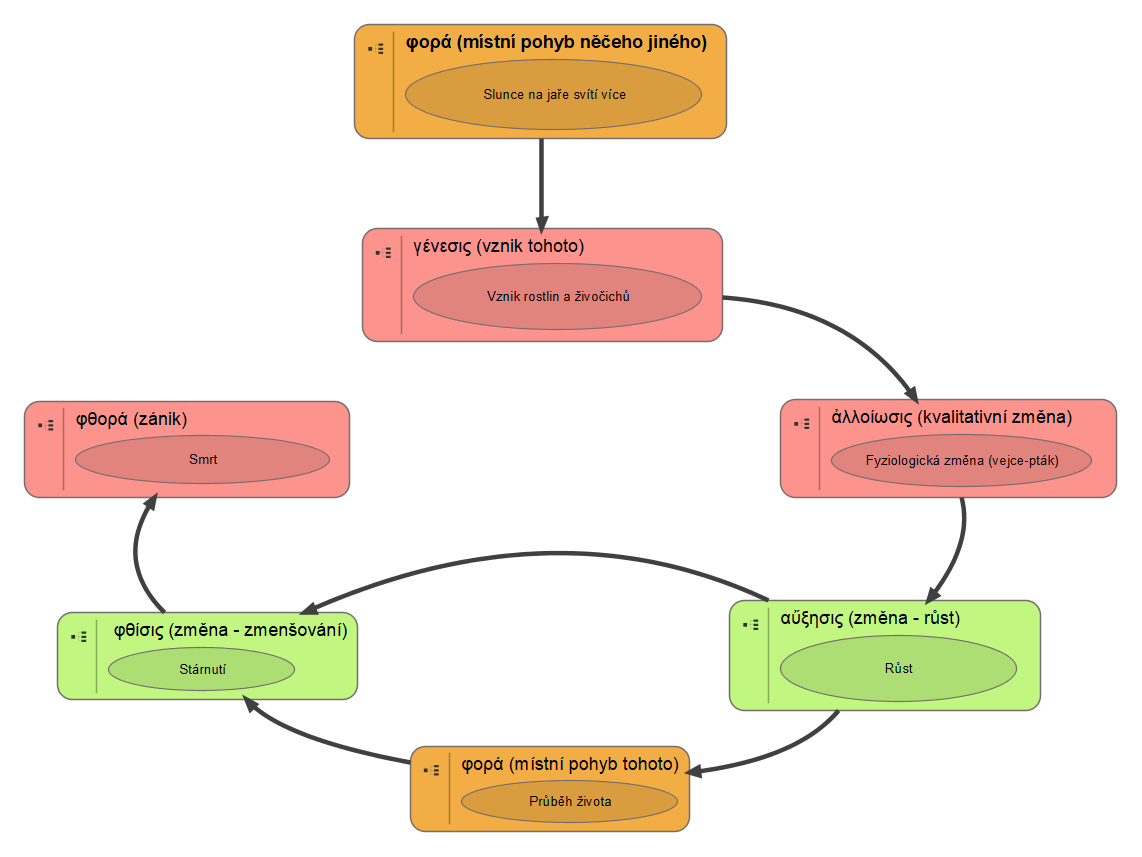 φορά (místní pohyb něčeho jiného)
Slunce na jaře svítí více
γένεσις (vznik tohoto)
Vznik rostlin a živočichů
ἀλλοίωσις (kvalitativní změna)
Fyziologická změna (vejce-pták)
φθορά (zánik)
Smrt
αὔξησις (změna - růst)
Růst
φθίσις (změna - zmenšování)
Stárnutí
φορά (místní pohyb tohoto)
Průběh života